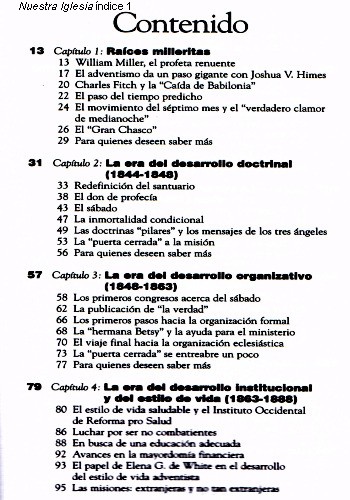 Nuestra Iglesia índice 1
Contenido
13 Capítulo 1: Raíces milleritas
13 William Miller, el profeta renuente
17 El adventismo da un paso gigante con Joshua V. Himes
20 Charles Fitch y la “Caída de Babilonia”
22 El paso del tiempo predicho
24 El movimiento del séptimo mes y el “verdadero clamor
de medianoche”
26 El “Gran Chasco”
29 Para quienes deseen saber más
31 Capítulo 2: La era del desarrollo doctrinal
(1844-1848)
33 Redefinición del santuario
38 El don de profecía
43 El sábado
47 La inmortalidad condicional
49 Las doctrinas “pilares” y los mensajes de los tres ángeles
53 La “puerta cerrada” a la misión
56 Para quienes deseen saber más
57 Capítulo 3: La era del desarrollo organizativo
(1848-1863)
58 Los primeros congresos acerca del sábado
62 La publicación de “la verdad”
66 Los primeros pasos hacia la organización formal
68 La “hermana Betsy” y la ayuda para el ministerio
70 El viaje final hacia la organización eclesiástica
73 La “puerta cerrada” se entreabre un poco
77 Para quienes deseen saber más
79 Capítulo 4: La era del desarrollo institucional
y del estilo de vida (1863-1888)
80 El estilo de vida saludable y el Instituto Occidental
de Reforma pro Salud
86 Luchar por ser no combatientes
88 En busca de una educación adecuada
92 Avances en la mayordomía financiera
93 El papel de Elena G. de White en el desarrollo
del estilo de vida adventista
95 Las misiones: extranjeras y no tan extranjeras